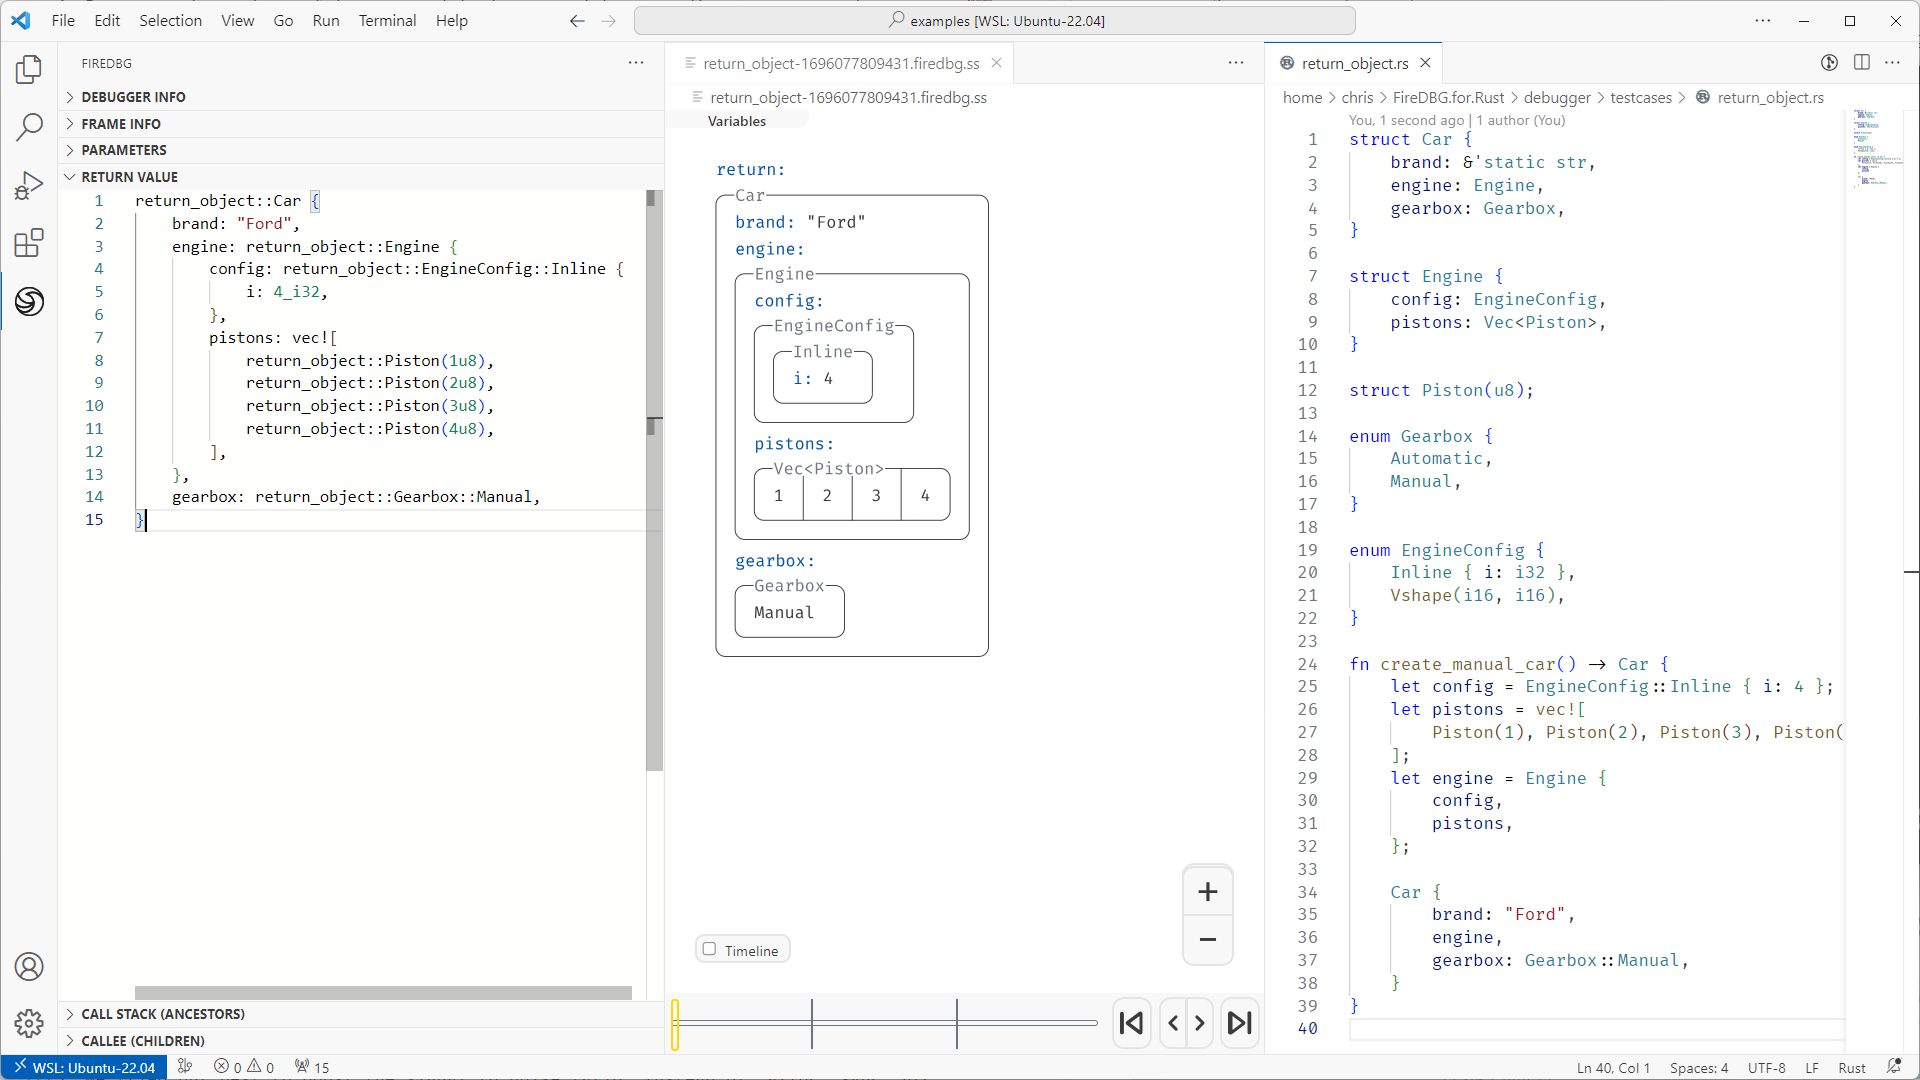 File Edit Selection View Go Run Terminal Help
examples [WSL: Ubuntu-22.04]
FIREDBG
DEBUGGER INFO
FRAME INFO
PARAMETERS
RETURN VALUE
1 return_object::Car {
2 brand: "Ford",
3 engine: return_object::Engine {
4 config: return_object::EngineConfig::Inline {
5 i: 4_i32,
6 },
7 pistons: vec![
8 return_object::Piston(1u8),
9 return_object::Piston(2u8),
10 return_object::Piston(3u8),
11 return_object::Piston(4u8),
12 ],
13 },
14 gearbox: return_object::Gearbox::Manual,
15 }
CALL STACK (ANCESTORS)
CALLEE (CHILDREN)
return_object-1696077809431.firedbg.ss
return_object-1696077809431.firedbg.ss
Variables
return:
Car
brand: "Ford"
engine:
Engine
config:
EngineConfig
Inline
i: 4
pistons:
Vec<Piston>
1 2 3 4
gearbox:
Gearbox
Manual
+
−
Timeline
return_object.rs
home > chris > FireDBG.for.Rust > debugger > testcases > return_object.rs
You, 1 second ago | 1 author (You)
1 struct Car {
2 brand: &'static str,
3 engine: Engine,
4 gearbox: Gearbox,
5 }
6
7 struct Engine {
8 config: EngineConfig,
9 pistons: Vec<Piston>,
10 }
11
12 struct Piston(u8);
13
14 enum Gearbox {
15 Automatic,
16 Manual,
17 }
18
19 enum EngineConfig {
20 Inline { i: i32 },
21 Vshape(i16, i16),
22 }
23
24 fn create_manual_car() → Car {
25 let config = EngineConfig::Inline { i: 4 };
26 let pistons = vec![
27 Piston(1), Piston(2), Piston(3), Piston(
28 ];
29 let engine = Engine {
30 config,
31 pistons,
32 };
33
34 Car {
35 brand: "Ford",
36 engine,
37 gearbox: Gearbox::Manual,
38 }
39 }
40
WSL: Ubuntu-22.04 0 0 15
Ln 40, Col 1 Spaces: 4 UTF-8 LF Rust